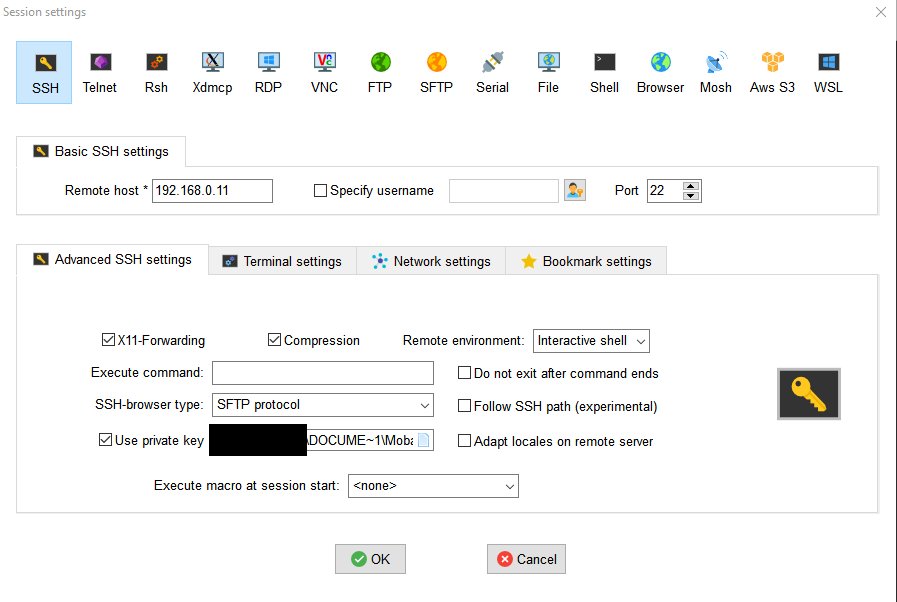 Session settings
SSH Telnet Rsh Xdmcp RDP VNC FTP SFTP Serial File Shell Browser Mosh Aws S3 WSL
Basic SSH settings
Remote host * 192.168.0.11 Specify username Port 22
Advanced SSH settings Terminal settings Network settings Bookmark settings
X11-Forwarding Compression Remote environment: Interactive shell
Execute command: Do not exit after command ends
SSH-browser type: SFTP protocol Follow SSH path (experimental)
Use private key \DOCUME~1\Moba Adapt locales on remote server
Execute macro at session start: <none>
OK Cancel